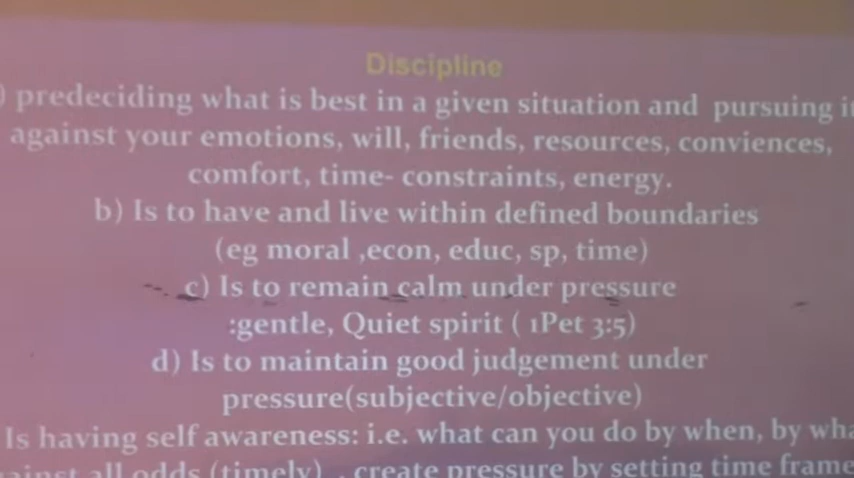 Discipline
) predeciding what is best in a given situation and pursuing it
against your emotions, will, friends, resources, conviences,
comfort, time- constraints, energy.
b) Is to have and live within defined boundaries
(eg moral ,econ, educ, sp, time)
c) Is to remain calm under pressure
:gentle, Quiet spirit ( 1Pet 3:5)
d) Is to maintain good judgement under
pressure(subjective/objective)
Is having self awareness: i.e. what can you do by when, by wha
ainst all odds (timely) , create pressure by setting time frame